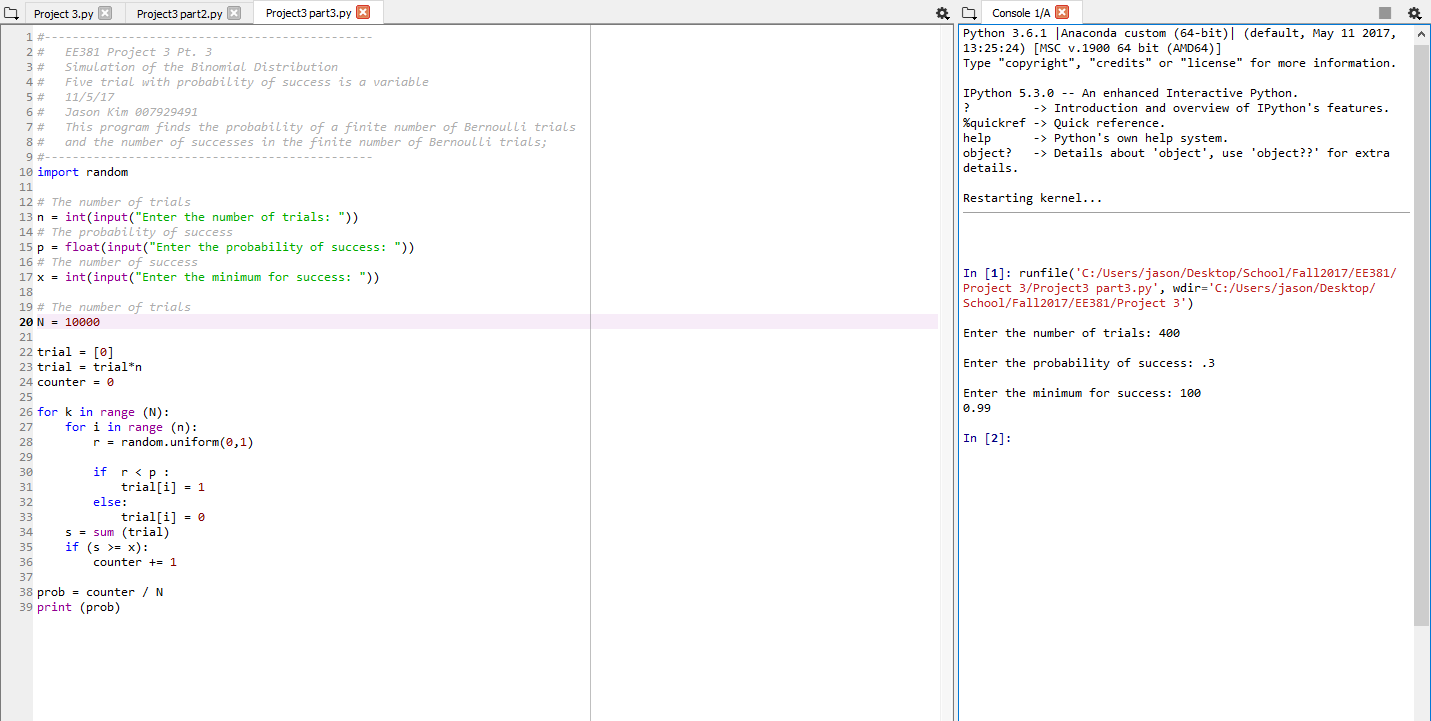 Project 3.py Project3 part2.py Project3 part3.py
1 #-----------------------------------------------
2 #   EE381 Project 3 Pt. 3
3 #   Simulation of the Binomial Distribution
4 #   Five trial with probability of success is a variable
5 #   11/5/17
6 #   Jason Kim 007929491
7 #   This program finds the probability of a finite number of Bernoulli trials
8 #   and the number of successes in the finite number of Bernoulli trials;
9 #-----------------------------------------------
10 import random
11
12 # The number of trials
13 n = int(input("Enter the number of trials: "))
14 # The probability of success
15 p = float(input("Enter the probability of success: "))
16 # The number of success
17 x = int(input("Enter the minimum for success: "))
18
19 # The number of trials
20 N = 10000
21
22 trial = [0]
23 trial = trial*n
24 counter = 0
25
26 for k in range (N):
27     for i in range (n):
28         r = random.uniform(0,1)
29
30         if  r < p :
31             trial[i] = 1
32         else:
33             trial[i] = 0
34     s = sum (trial)
35     if (s >= x):
36         counter += 1
37
38 prob = counter / N
39 print (prob)
Console 1/A
Python 3.6.1 |Anaconda custom (64-bit)| (default, May 11 2017,
13:25:24) [MSC v.1900 64 bit (AMD64)]
Type "copyright", "credits" or "license" for more information.
IPython 5.3.0 -- An enhanced Interactive Python.
?         -> Introduction and overview of IPython's features.
%quickref -> Quick reference.
help      -> Python's own help system.
object?   -> Details about 'object', use 'object??' for extra
details.
Restarting kernel...
In [1]: runfile('C:/Users/jason/Desktop/School/Fall2017/EE381/
Project 3/Project3 part3.py', wdir='C:/Users/jason/Desktop/
School/Fall2017/EE381/Project 3')
Enter the number of trials: 400
Enter the probability of success: .3
Enter the minimum for success: 100
0.99
In [2]: